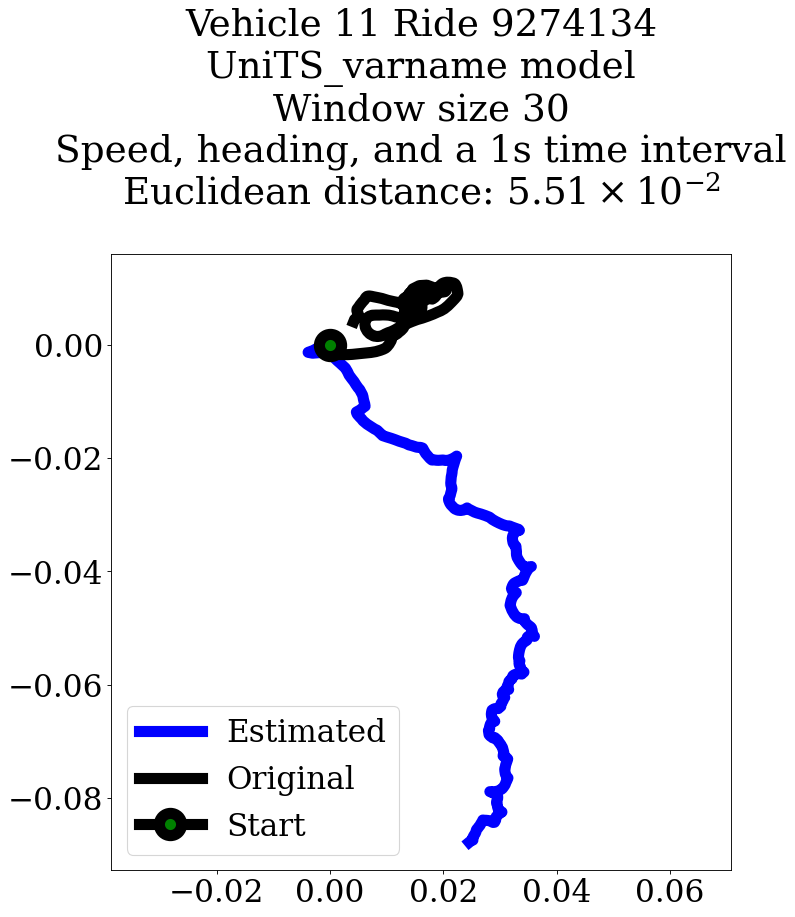 Vehicle 11 Ride 9274134
UniTS_varname model
Window size 30
Speed, heading, and a 1s time interval
Euclidean distance: 5.51 × 10⁻²
0.00
−0.02
−0.04
−0.06
−0.08
Estimated
Original
Start
−0.02 0.00 0.02 0.04 0.06